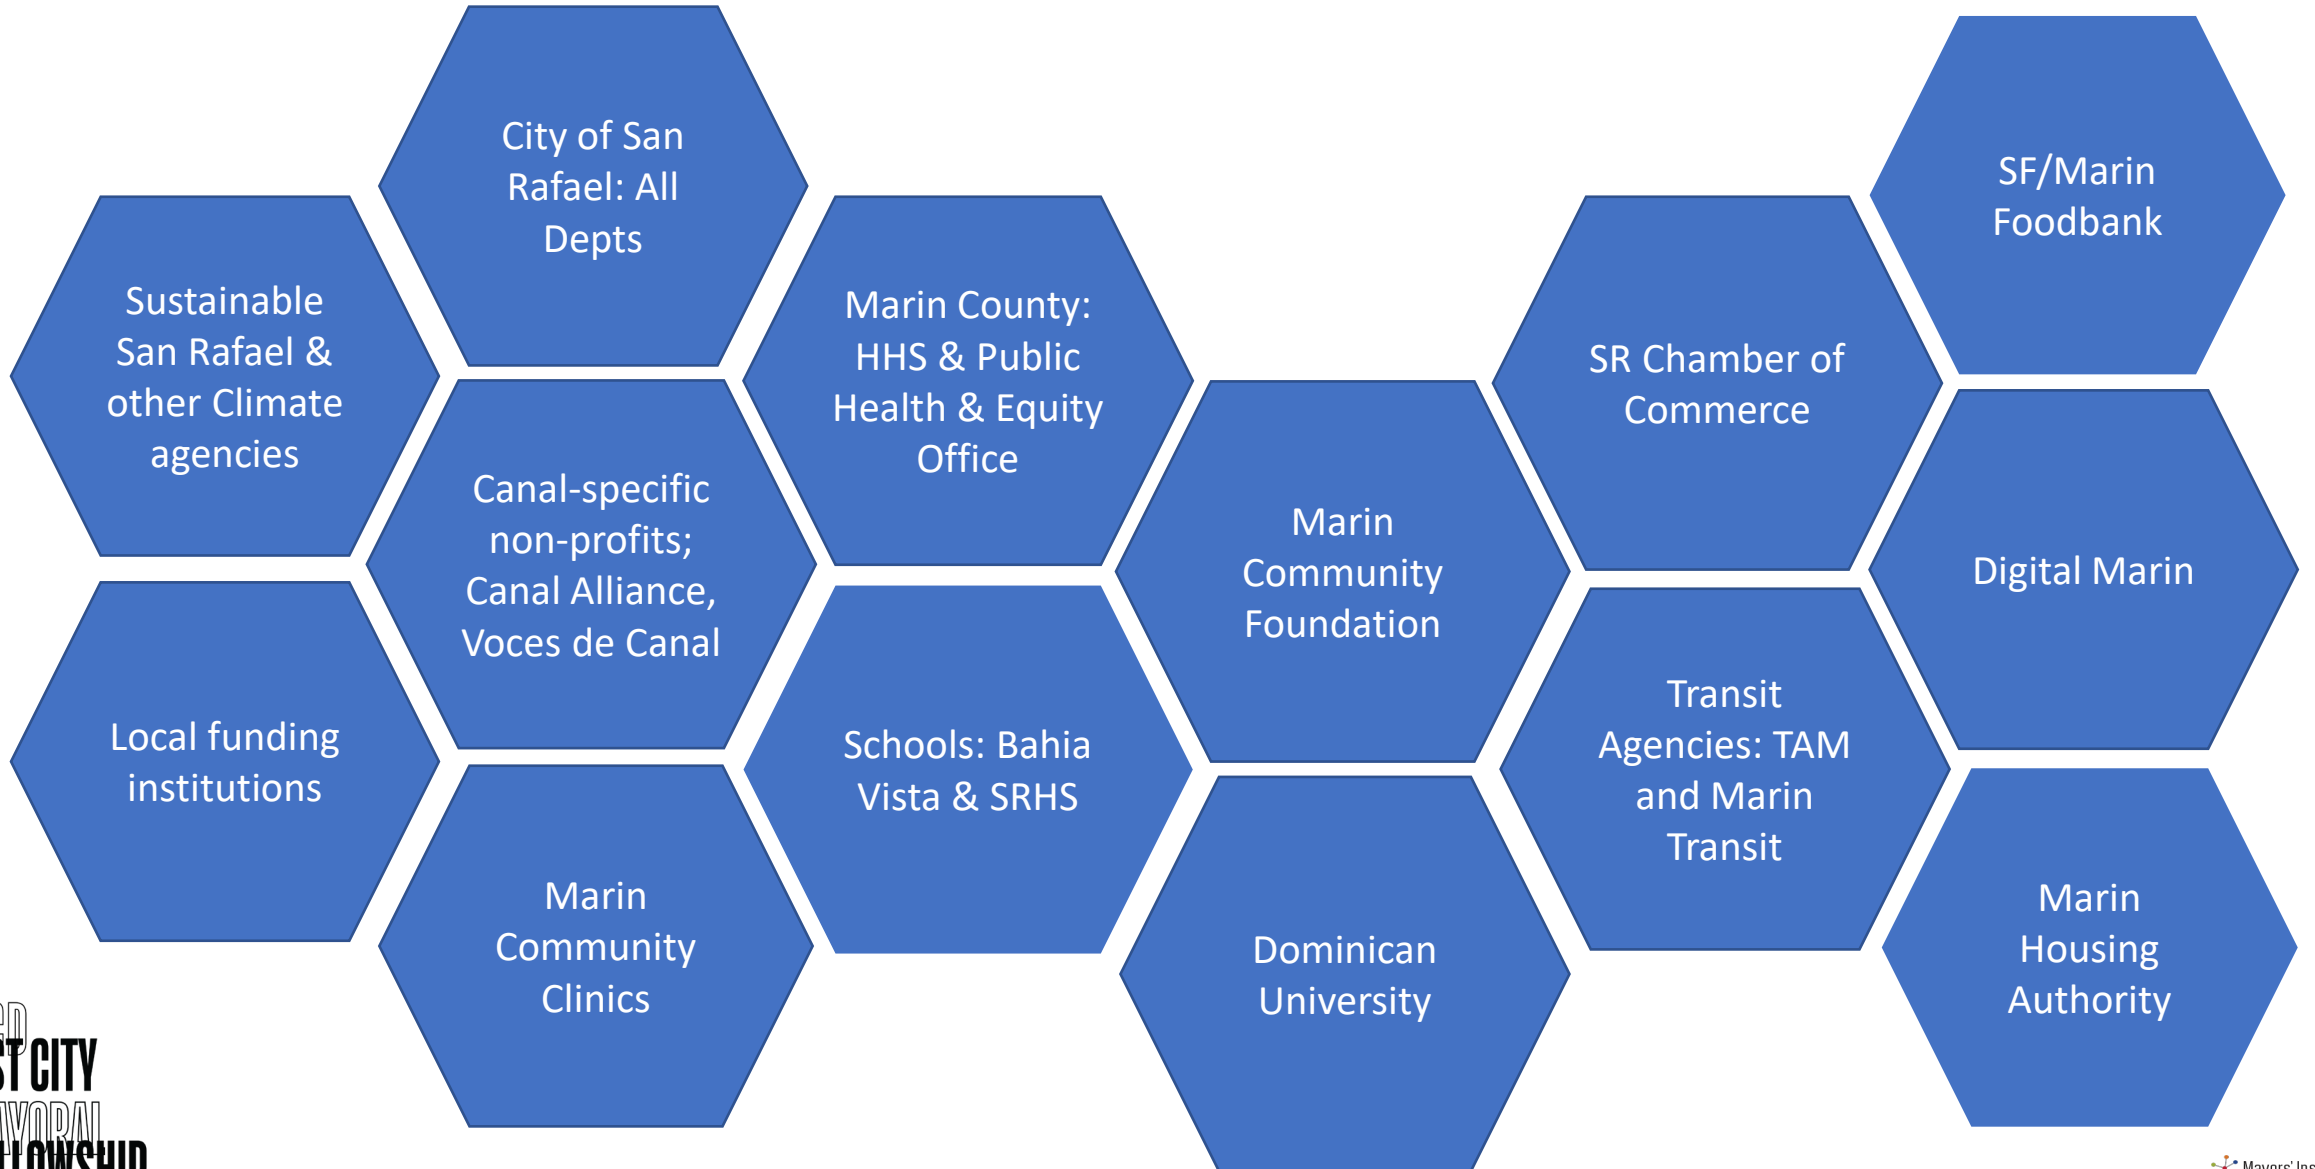 City of San
Rafael: All
Depts
SF/Marin
Foodbank
Sustainable
San Rafael &
other Climate
agencies
Marin County:
HHS & Public
Health & Equity
Office
SR Chamber of
Commerce
Canal-specific
non-profits;
Canal Alliance,
Voces de Canal
Marin
Community
Foundation
Digital Marin
Local funding
institutions
Schools: Bahia
Vista & SRHS
Transit
Agencies: TAM
and Marin
Transit
Marin
Community
Clinics
Dominican
University
Marin
Housing
Authority
CITY
Mayors'